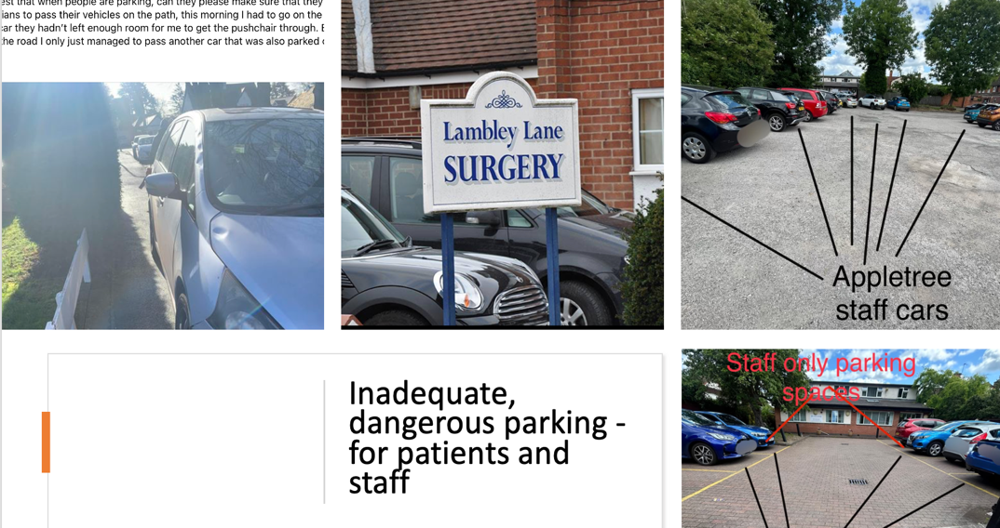 est that when people are parking, can they please make sure that they
ians to pass their vehicles on the path, this morning I had to go on the
car they hadn't left enough room for me to get the pushchair through.
the road I only just managed to pass another car that was also parked
Lambley Lane
SURGERY
Appletree
staff cars
Inadequate,
dangerous parking -
for patients and
staff
Staff only parking
spaces